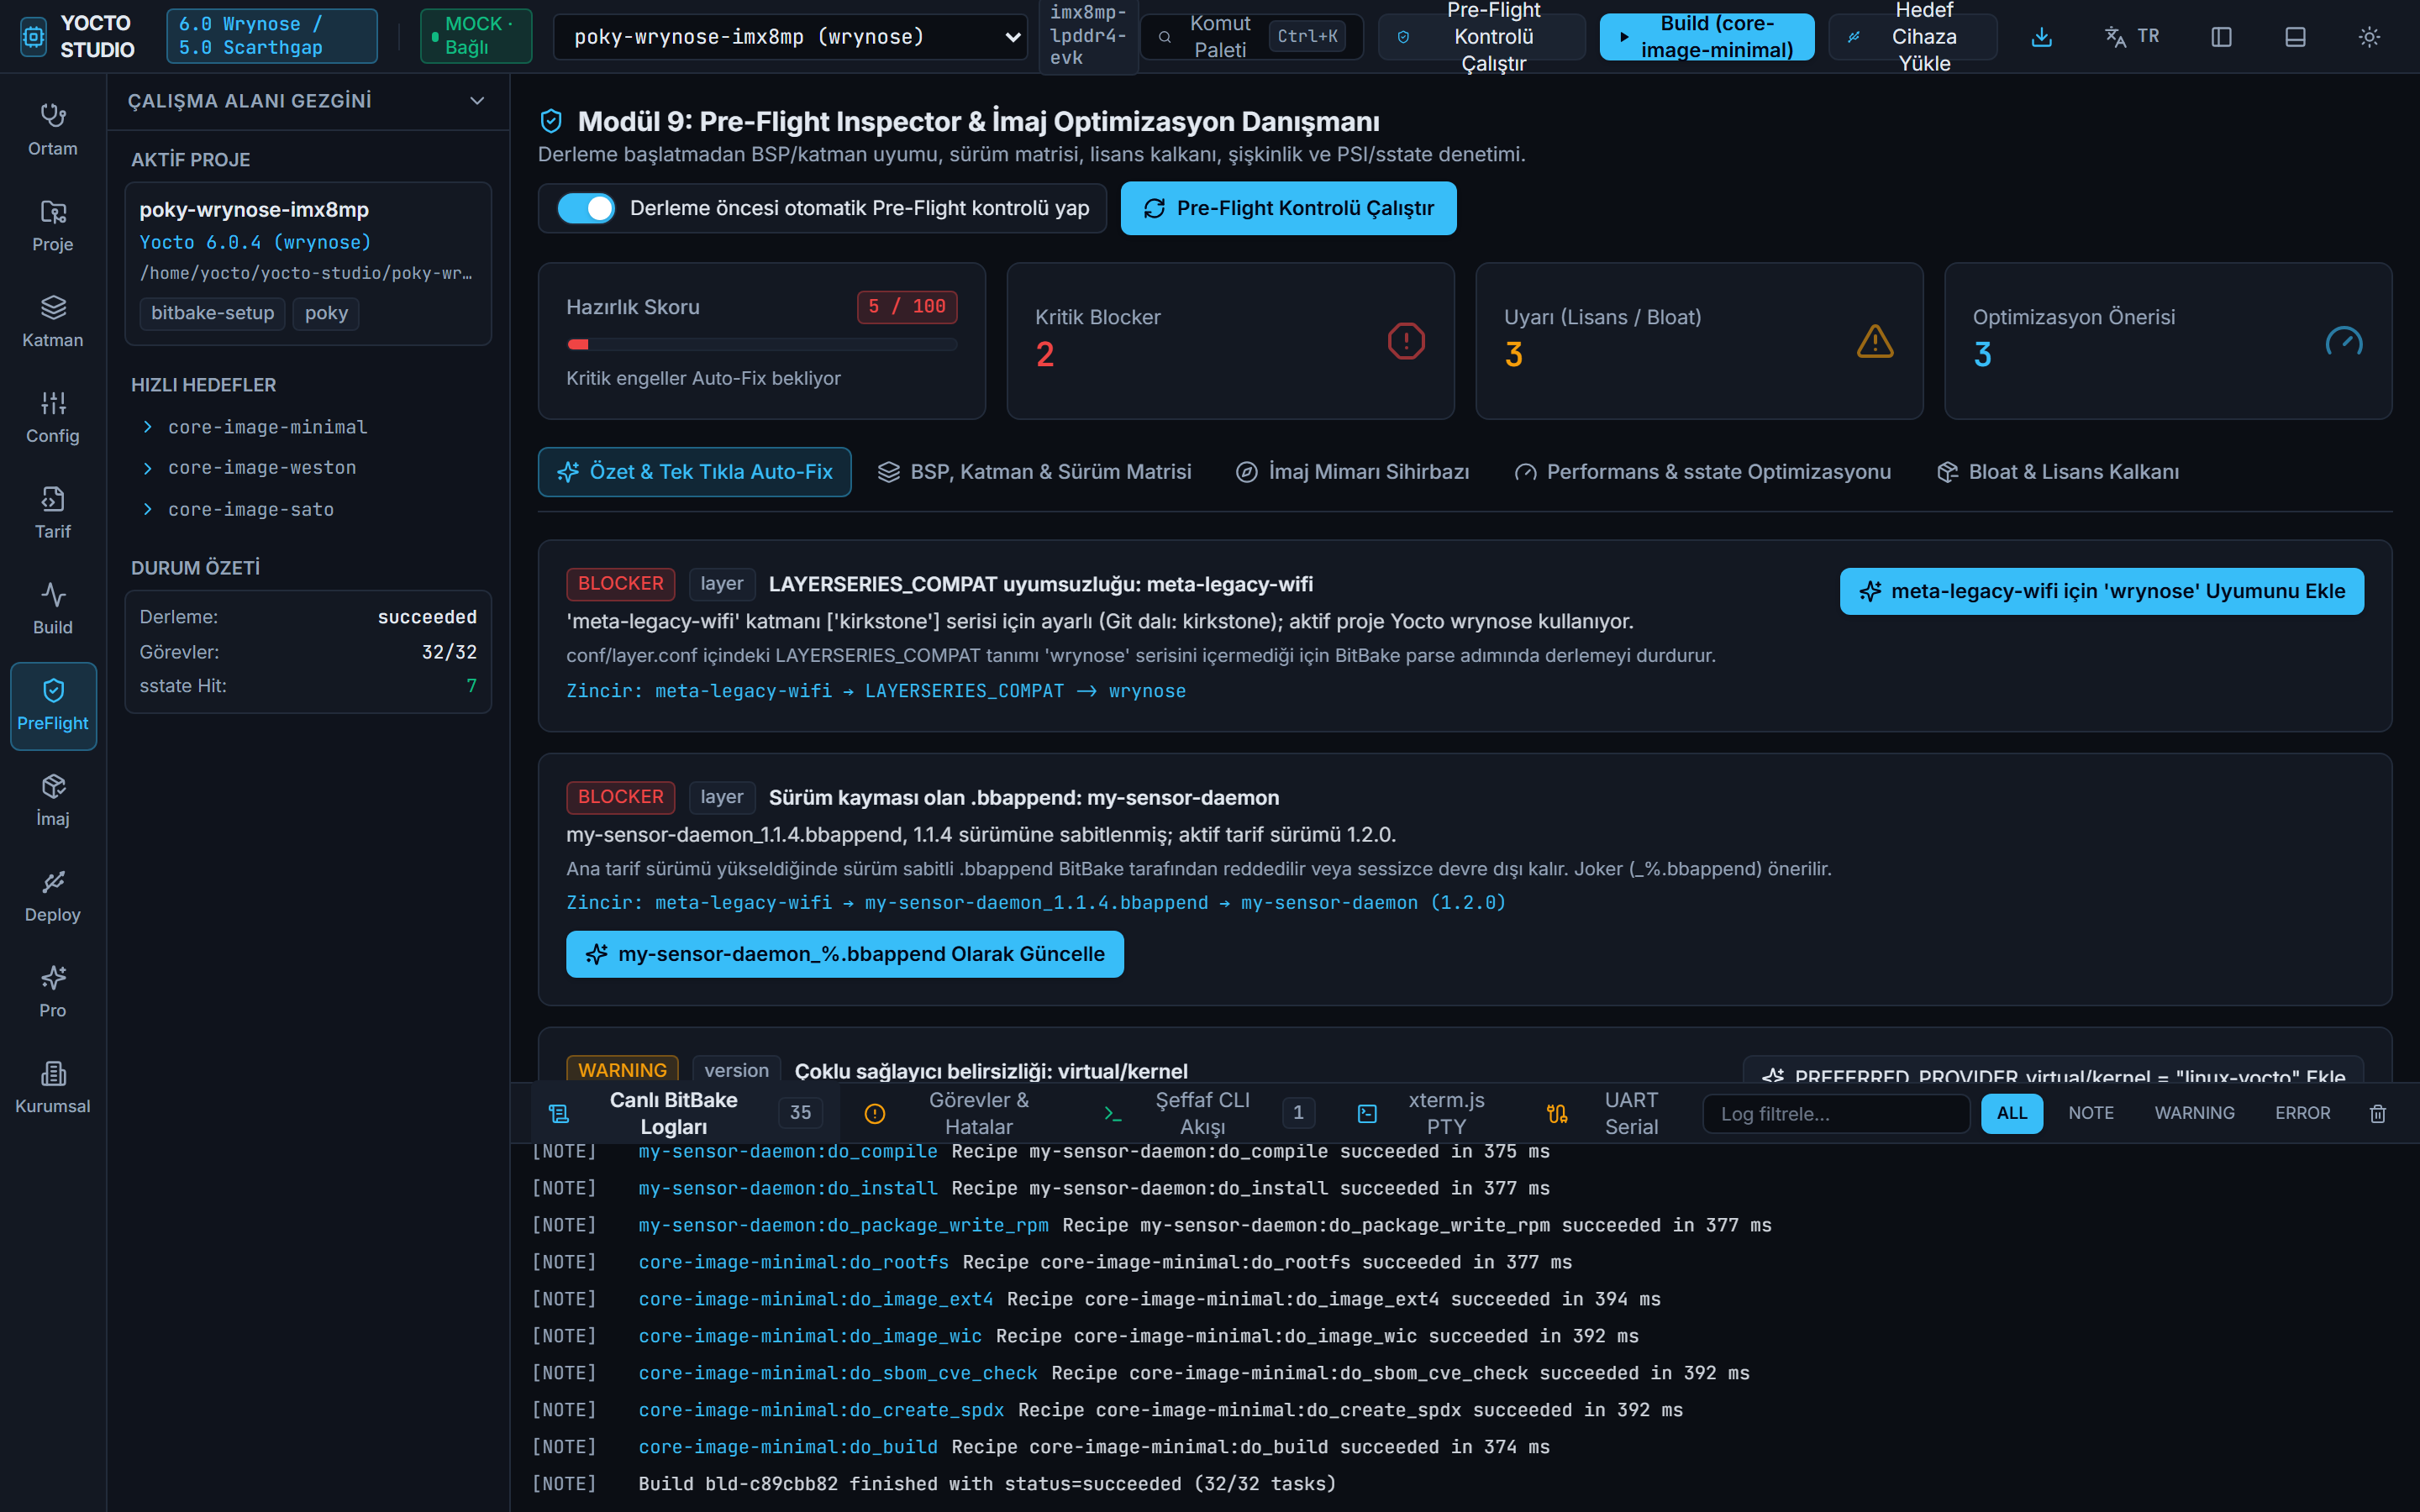 YOCTO
STUDIO
6.0 Wrynose /
5.0 Scarthgap
MOCK ·
Bağlı
poky-wrynose-imx8mp (wrynose)
imx8mp-
lpddr4-
evk
Komut
Paleti
Ctrl+K
Pre-Flight
Kontrolü
Çalıştır
Build (core-
image-minimal)
Hedef
Cihaza
Yükle
TR
Ortam
Proje
Katman
Config
Tarif
Build
PreFlight
İmaj
Deploy
Pro
Kurumsal
ÇALIŞMA ALANI GEZGİNİ
AKTİF PROJE
poky-wrynose-imx8mp
Yocto 6.0.4 (wrynose)
/home/yocto/yocto-studio/poky-wr…
bitbake-setup poky
HIZLI HEDEFLER
core-image-minimal
core-image-weston
core-image-sato
DURUM ÖZETİ
Derleme: succeeded
Görevler: 32/32
sstate Hit: 7
Modül 9: Pre-Flight Inspector & İmaj Optimizasyon Danışmanı
Derleme başlatmadan BSP/katman uyumu, sürüm matrisi, lisans kalkanı, şişkinlik ve PSI/sstate denetimi.
Derleme öncesi otomatik Pre-Flight kontrolü yap
Pre-Flight Kontrolü Çalıştır
Hazırlık Skoru 5 / 100
Kritik engeller Auto-Fix bekliyor
Kritik Blocker
2
Uyarı (Lisans / Bloat)
3
Optimizasyon Önerisi
3
Özet & Tek Tıkla Auto-Fix
BSP, Katman & Sürüm Matrisi
İmaj Mimarı Sihirbazı
Performans & sstate Optimizasyonu
Bloat & Lisans Kalkanı
BLOCKER layer LAYERSERIES_COMPAT uyumsuzluğu: meta-legacy-wifi
meta-legacy-wifi için 'wrynose' Uyumunu Ekle
'meta-legacy-wifi' katmanı ['kirkstone'] serisi için ayarlı (Git dalı: kirkstone); aktif proje Yocto wrynose kullanıyor.
conf/layer.conf içindeki LAYERSERIES_COMPAT tanımı 'wrynose' serisini içermediği için BitBake parse adımında derlemeyi durdurur.
Zincir: meta-legacy-wifi → LAYERSERIES_COMPAT —> wrynose
BLOCKER layer Sürüm kayması olan .bbappend: my-sensor-daemon
my-sensor-daemon_1.1.4.bbappend, 1.1.4 sürümüne sabitlenmiş; aktif tarif sürümü 1.2.0.
Ana tarif sürümü yükseldiğinde sürüm sabitli .bbappend BitBake tarafından reddedilir veya sessizce devre dışı kalır. Joker (_%.bbappend) önerilir.
Zincir: meta-legacy-wifi → my-sensor-daemon_1.1.4.bbappend → my-sensor-daemon (1.2.0)
my-sensor-daemon_%.bbappend Olarak Güncelle
WARNING version Çoklu sağlayıcı belirsizliği: virtual/kernel
PREFERRED_PROVIDER_virtual/kernel = "linux-yocto" Ekle
Canlı BitBake
Logları
35
Görevler &
Hatalar
Şeffaf CLI
Akışı
1
xterm.js
PTY
UART
Serial
Log filtrele...
ALL NOTE WARNING ERROR
[NOTE] my-sensor-daemon:do_compile Recipe my-sensor-daemon:do_compile succeeded in 375 ms
[NOTE] my-sensor-daemon:do_install Recipe my-sensor-daemon:do_install succeeded in 377 ms
[NOTE] my-sensor-daemon:do_package_write_rpm Recipe my-sensor-daemon:do_package_write_rpm succeeded in 377 ms
[NOTE] core-image-minimal:do_rootfs Recipe core-image-minimal:do_rootfs succeeded in 377 ms
[NOTE] core-image-minimal:do_image_ext4 Recipe core-image-minimal:do_image_ext4 succeeded in 394 ms
[NOTE] core-image-minimal:do_image_wic Recipe core-image-minimal:do_image_wic succeeded in 392 ms
[NOTE] core-image-minimal:do_sbom_cve_check Recipe core-image-minimal:do_sbom_cve_check succeeded in 392 ms
[NOTE] core-image-minimal:do_create_spdx Recipe core-image-minimal:do_create_spdx succeeded in 392 ms
[NOTE] core-image-minimal:do_build Recipe core-image-minimal:do_build succeeded in 374 ms
[NOTE] Build bld-c89cbb82 finished with status=succeeded (32/32 tasks)